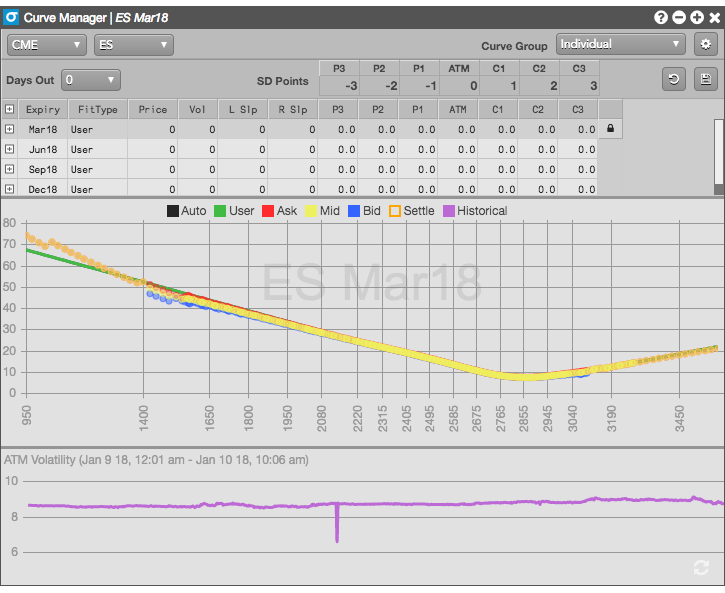 Curve Manager | ES Mar18
CME ES Curve Group Individual
Days Out 0 SD Points P3 P2 P1 ATM C1 C2 C3
-3 -2 -1 0 1 2 3
Expiry FitType Price Vol L Slp R Slp P3 P2 P1 ATM C1 C2 C3
Mar18 User 0 0 0 0 0.0 0.0 0.0 0.0 0.0 0.0 0.0
Jun18 User 0 0 0 0 0.0 0.0 0.0 0.0 0.0 0.0 0.0
Sep18 User 0 0 0 0 0.0 0.0 0.0 0.0 0.0 0.0 0.0
Dec18 User 0 0 0 0 0.0 0.0 0.0 0.0 0.0 0.0 0.0
Auto User Ask Mid Bid Settle Historical
ES Mar18
80
70
60
50
40
30
20
10
0
950 1400 1650 1800 1950 2080 2220 2315 2405 2495 2585 2675 2765 2855 2945 3040 3190 3450
ATM Volatility (Jan 9 18, 12:01 am - Jan 10 18, 10:06 am)
10
8
6